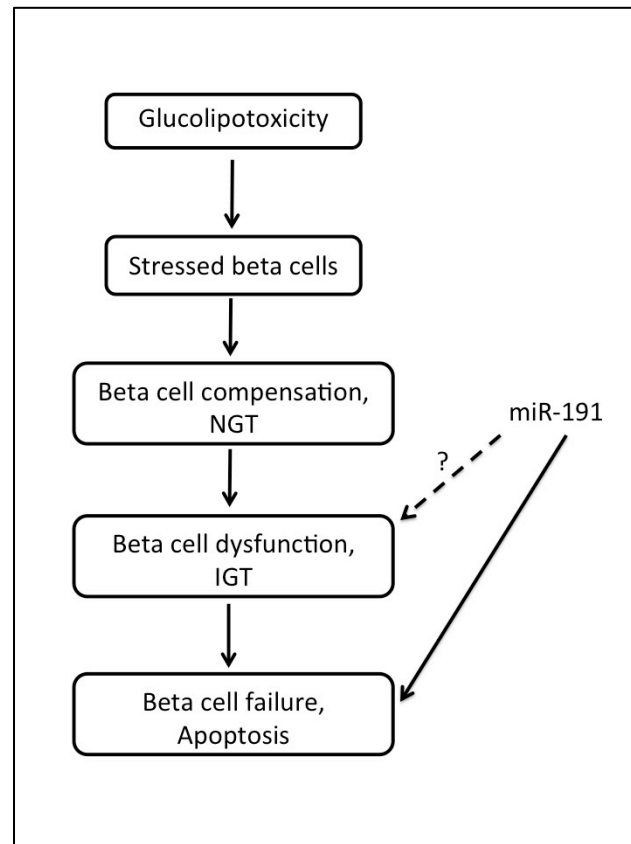 Glucolipotoxicity
Stressed beta cells
Beta cell compensation,
NGT
miR-191
?
Beta cell dysfunction,
IGT
Beta cell failure,
Apoptosis